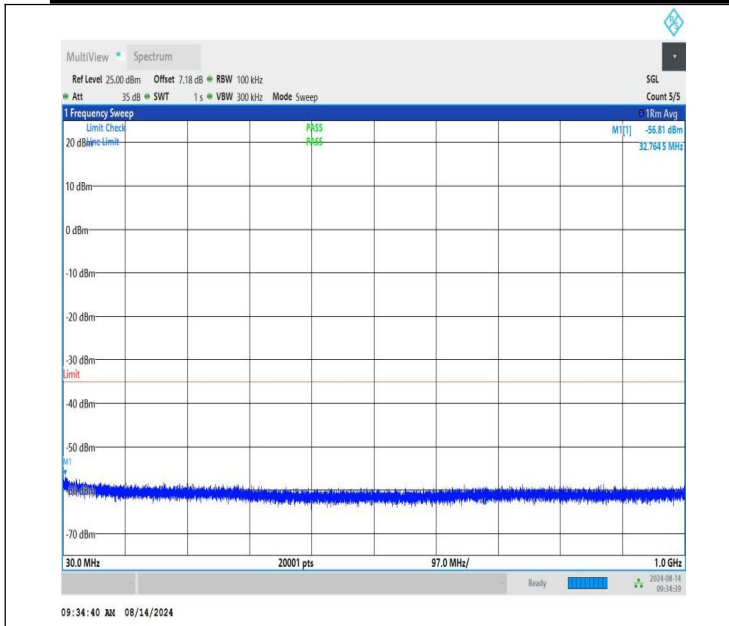 MultiView Spectrum
Ref Level 25.00 dBm Offset 7.18 dB RBW 100 kHz SGL
Att 35 dB SWT 1 s VBW 300 kHz Mode Sweep Count 5/5
1 Frequency Sweep 1Rm Avg
Limit Check PASS M1[1] -56.81 dBm
20 dBm Line Limit PASS 32.764 5 MHz
10 dBm
0 dBm
-10 dBm
-20 dBm
-30 dBm
Limit
-40 dBm
-50 dBm
M1
-60 dBm
-70 dBm
30.0 MHz 20001 pts 97.0 MHz/ 1.0 GHz
Ready 2024-08-14
09:34:39
09:34:40 AM 08/14/2024